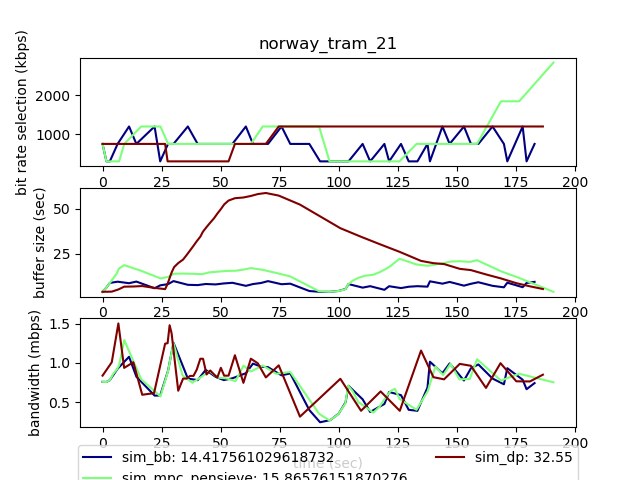 norway_tram_21
bit rate selection (kbps)
2000
1000
0 25 50 75 100 125 150 175 200
buffer size (sec)
50
25
0 25 50 75 100 125 150 175 200
bandwidth (mbps)
1.5
1.0
0.5
0 25 50 75 100 125 150 175 200
time (sec)
sim_bb: 14.417561029618732
sim_dp: 32.55
sim_mpc_pensieve: 15.86576151870276